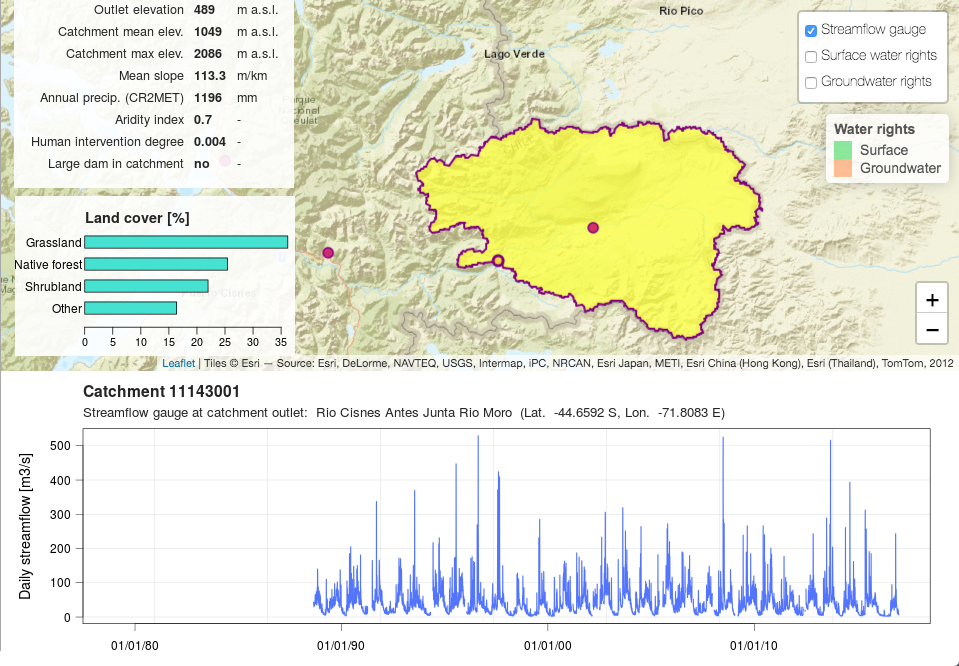 Outlet elevation 489 m a.s.l.
Catchment mean elev. 1049 m a.s.l.
Catchment max elev. 2086 m a.s.l.
Mean slope 113.3 m/km
Annual precip. (CR2MET) 1196 mm
Aridity index 0.7 -
Human intervention degree 0.004 -
Large dam in catchment no -
Rio Pico
Lago Verde
Streamflow gauge
Surface water rights
Groundwater rights
Water rights
Surface
Groundwater
Land cover [%]
Grassland
Native forest
Shrubland
Other
0 5 10 15 20 25 30 35
+
−
Leaflet | Tiles © Esri — Source: Esri, DeLorme, NAVTEQ, USGS, Intermap, iPC, NRCAN, Esri Japan, METI, Esri China (Hong Kong), Esri (Thailand), TomTom, 2012
Catchment 11143001
Streamflow gauge at catchment outlet: Rio Cisnes Antes Junta Rio Moro (Lat. -44.6592 S, Lon. -71.8083 E)
Daily streamflow [m3/s]
500
400
300
200
100
0
01/01/80 01/01/90 01/01/00 01/01/10